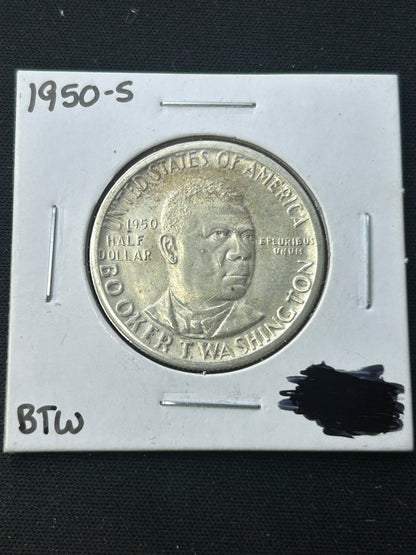 1950-S
UNITED STATES OF AMERICA
1950
HALF
DOLLAR
E PLURIBUS
UNUM
BOOKER T. WASHINGTON
BTW